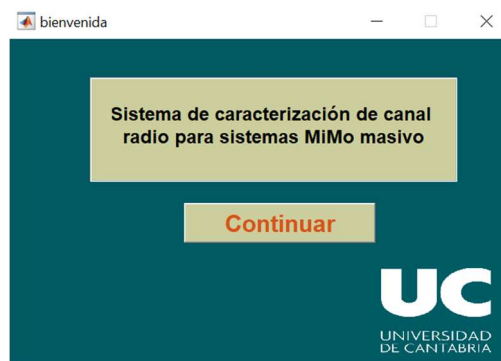 bienvenida
Sistema de caracterización de canal
radio para sistemas MiMo masivo
Continuar
UC
UNIVERSIDAD
DE CANTABRIA